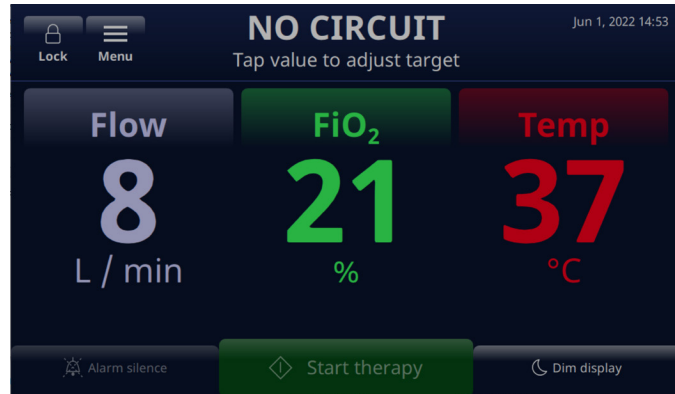 NO CIRCUIT
Jun 1, 2022 14:53
Lock
Menu
Tap value to adjust target
Flow
FiO₂
Temp
8
21
37
L / min
%
°C
Alarm silence
Start therapy
Dim display